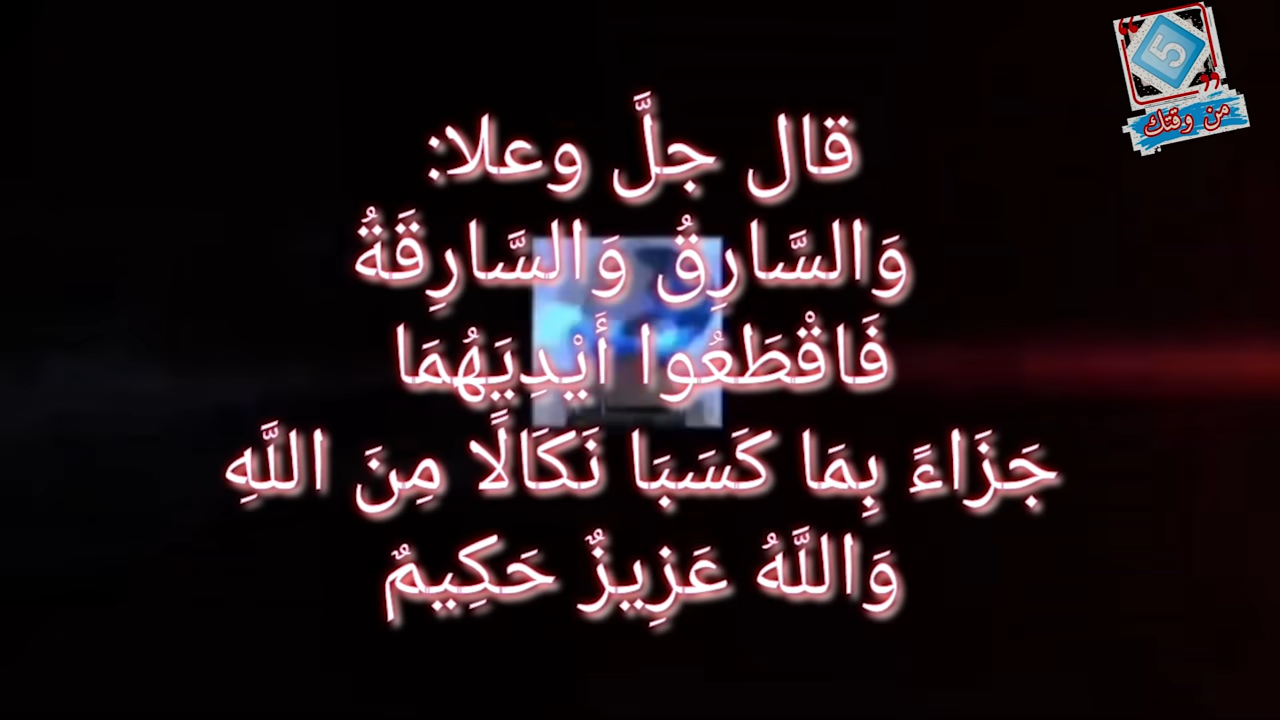 قال جلَّ وعلا:
وَالسَّارِقُ وَالسَّارِقَةُ
فَاقْطَعُوا أَيْدِيَهُمَا
جَزَاءً بِمَا كَسَبَا نَكَالًا مِنَ اللَّهِ
وَاللَّهُ عَزِيزٌ حَكِيمٌ
5
من وقتك